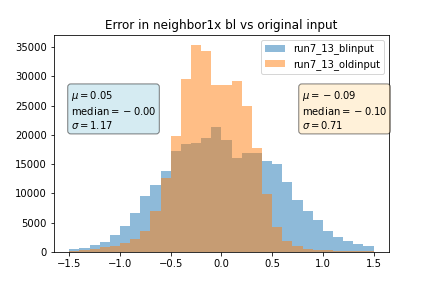 Error in neighbor1x bl vs original input
35000
30000
25000
20000
15000
10000
5000
0
run7_13_blinput
run7_13_oldinput
μ = 0.05
median = −0.00
σ = 1.17
μ = −0.09
median = −0.10
σ = 0.71
−1.5 −1.0 −0.5 0.0 0.5 1.0 1.5